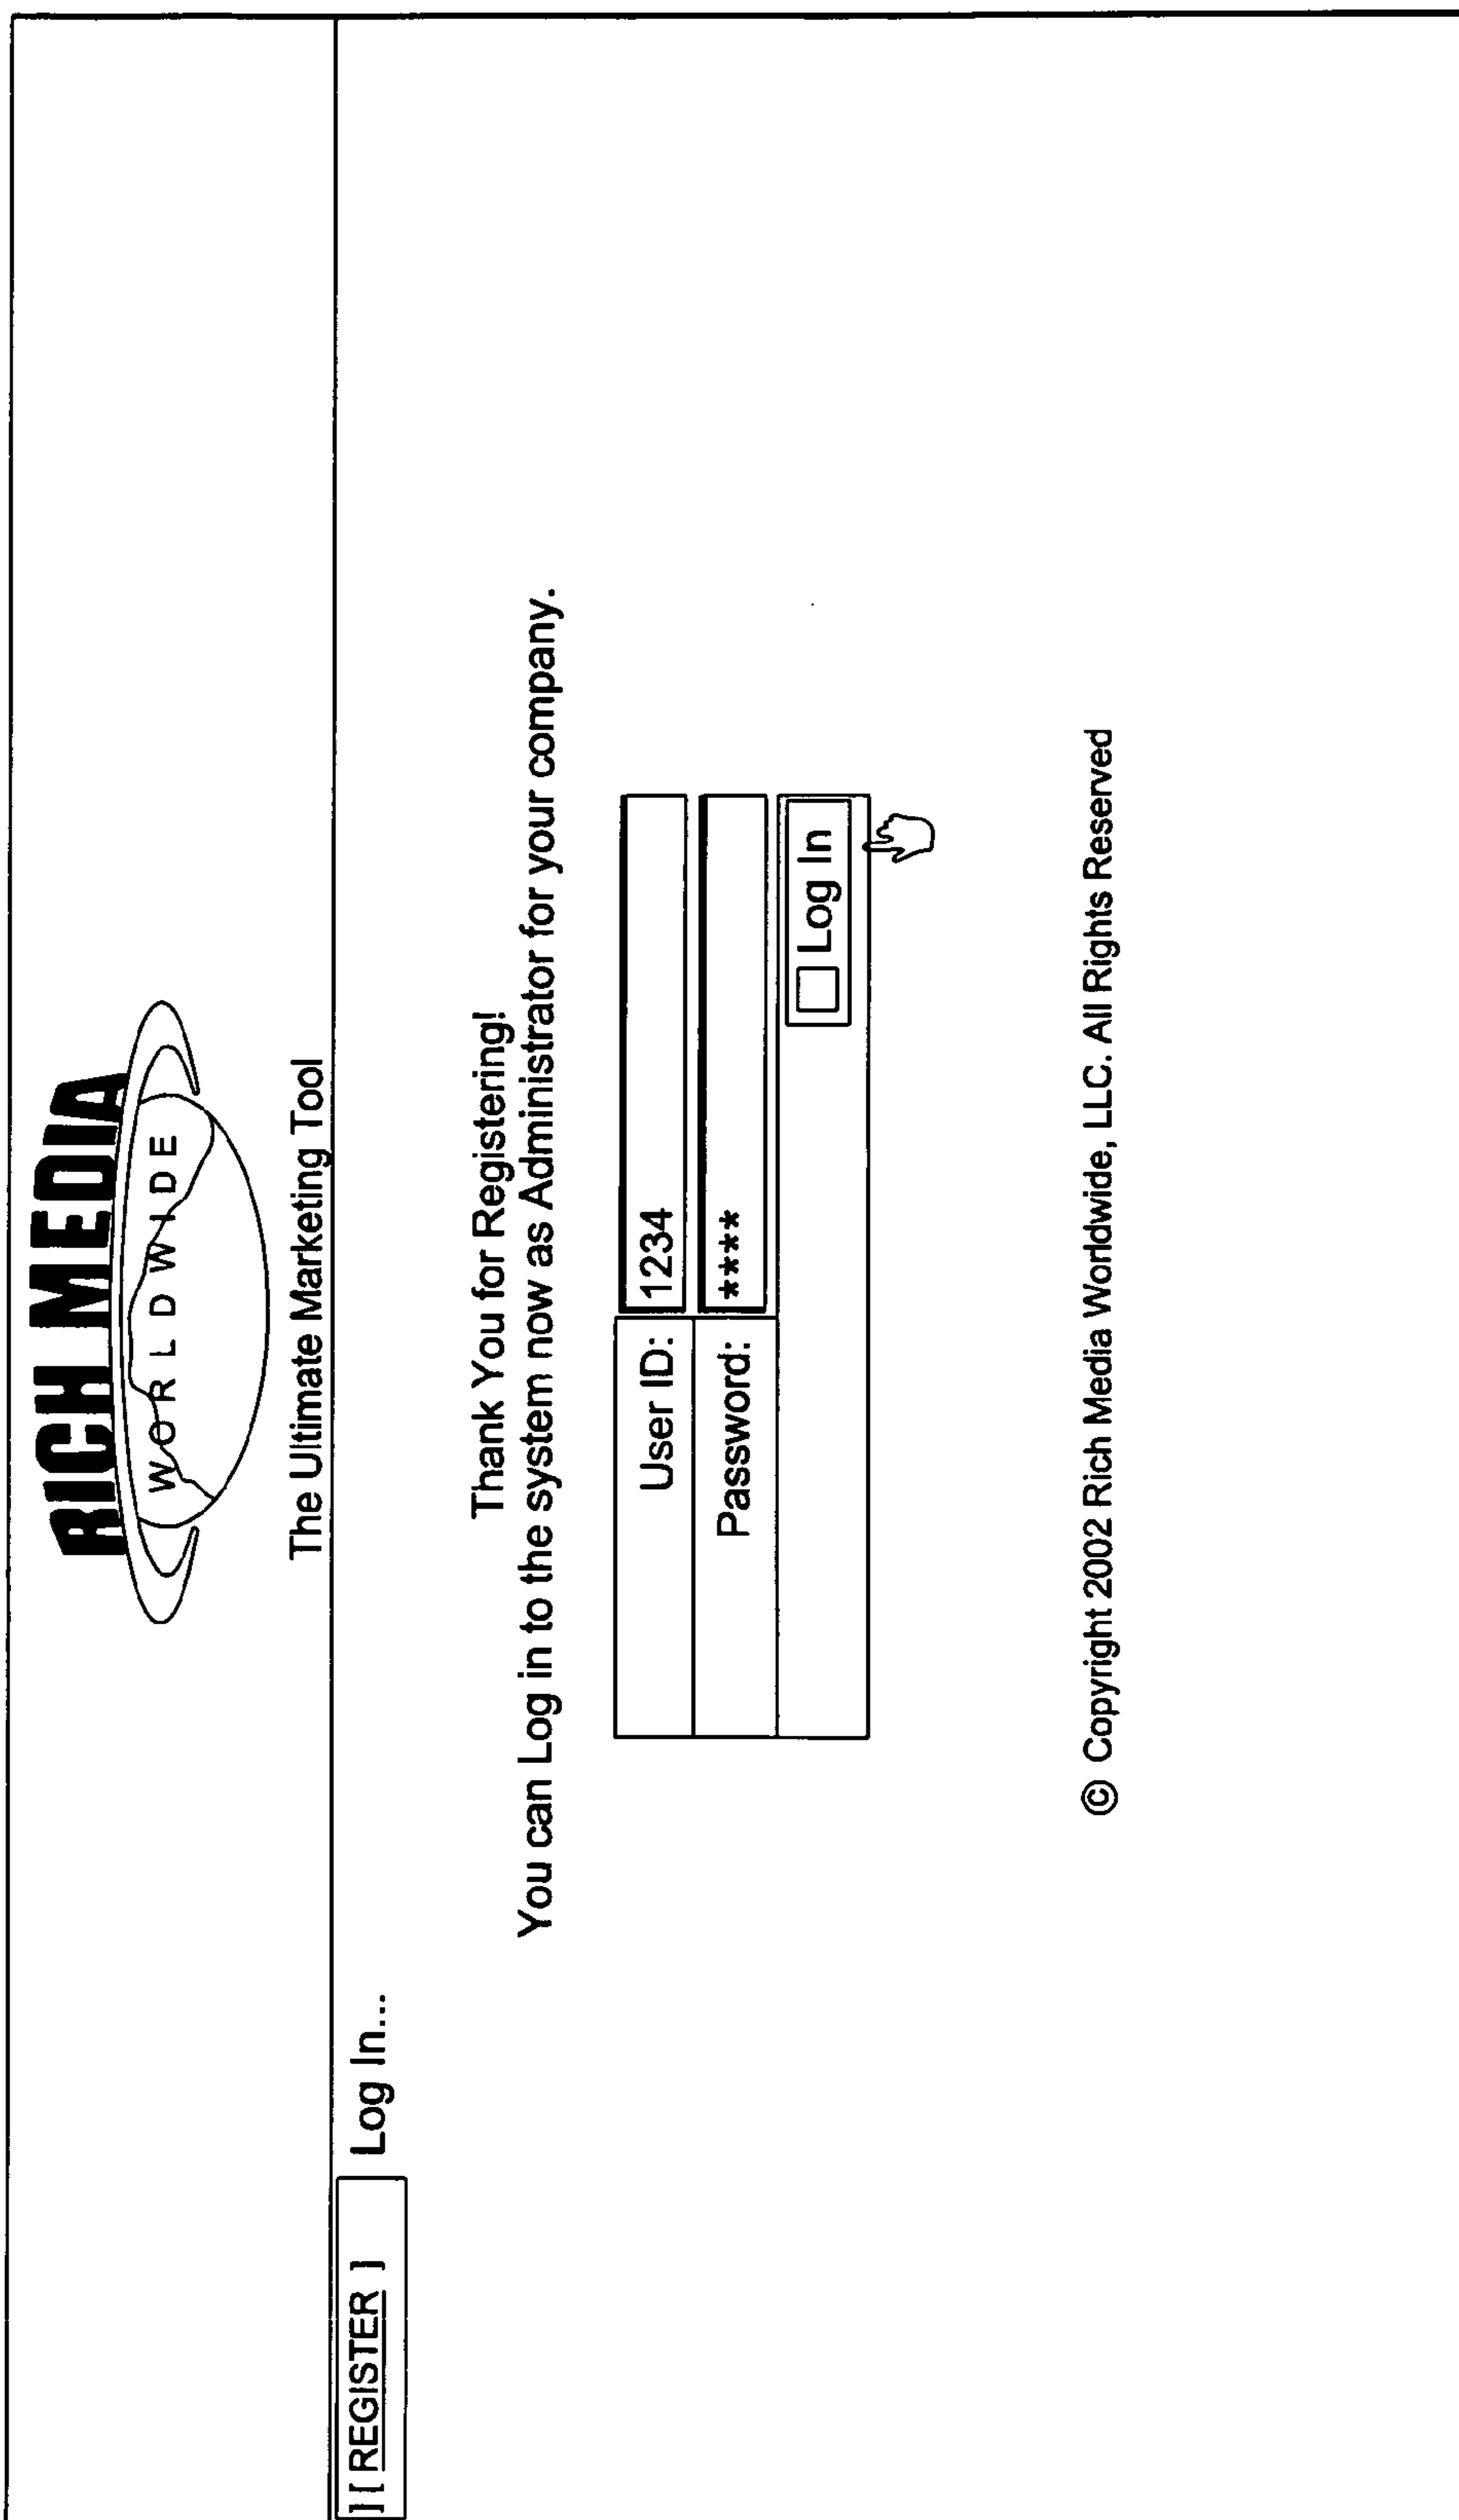 RICH MEDIA
WORLDWIDE
The Ultimate Marketing Tool
] [ REGISTER ] Log In...
Thank You for Registering!
You can Log in to the system now as Administrator for your company.
User ID: 1234
Password: ****
Log In
© Copyright 2002 Rich Media Worldwide, LLC. All Rights Reserved